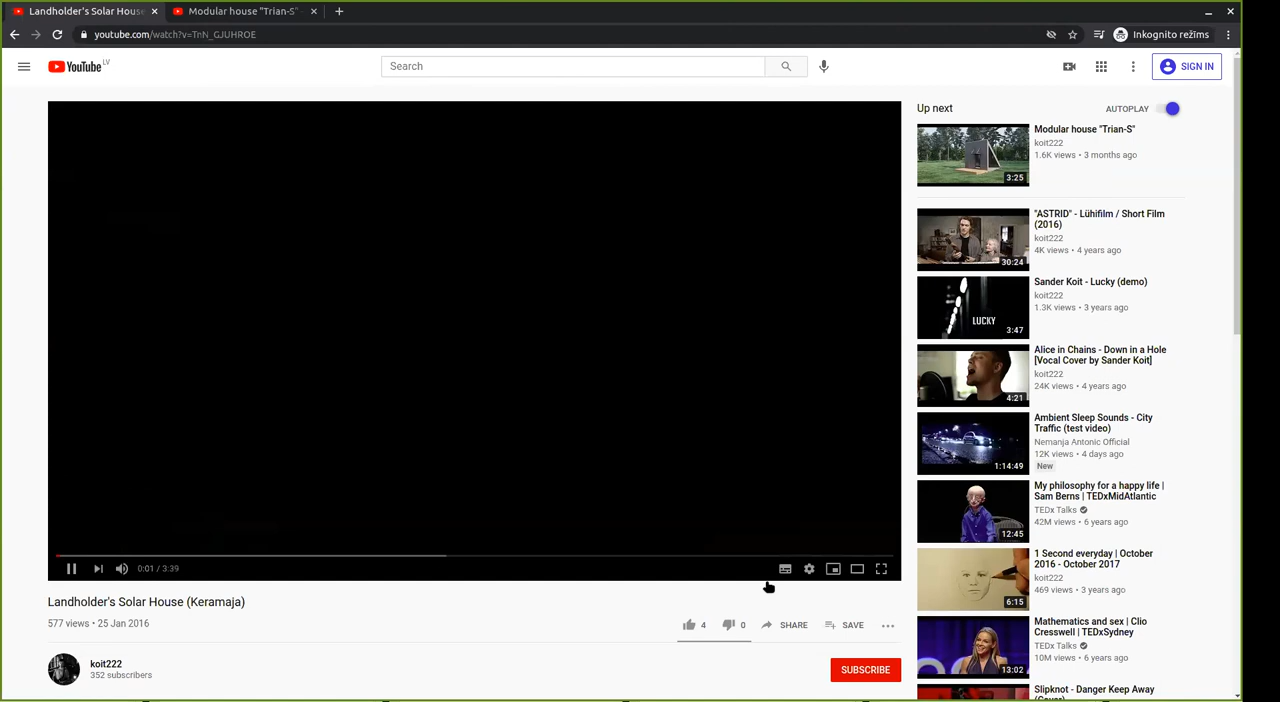 Landholder's Solar House
Modular house "Trian-S"
youtube.com/watch?v=TnN_GJUHROE
Inkognito režīms
YouTube LV
Search
SIGN IN
0:01 / 3:39
Landholder's Solar House (Keramaja)
577 views • 25 Jan 2016
4
0
SHARE
SAVE
koit222
352 subscribers
SUBSCRIBE
Up next
AUTOPLAY
3:25
Modular house "Trian-S"
koit222
1.6K views • 3 months ago
30:24
"ASTRID" - Lühifilm / Short Film
(2016)
koit222
4K views • 4 years ago
LUCKY
3:47
Sander Koit - Lucky (demo)
koit222
1.3K views • 3 years ago
4:21
Alice in Chains - Down in a Hole
[Vocal Cover by Sander Koit]
koit222
24K views • 4 years ago
1:14:49
Ambient Sleep Sounds - City
Traffic (test video)
Nemanja Antonic Official
12K views • 4 days ago
New
12:45
My philosophy for a happy life |
Sam Berns | TEDxMidAtlantic
TEDx Talks
42M views • 6 years ago
6:15
1 Second everyday | October
2016 - October 2017
koit222
469 views • 3 years ago
13:02
Mathematics and sex | Clio
Cresswell | TEDxSydney
TEDx Talks
10M views • 6 years ago
Slipknot - Danger Keep Away